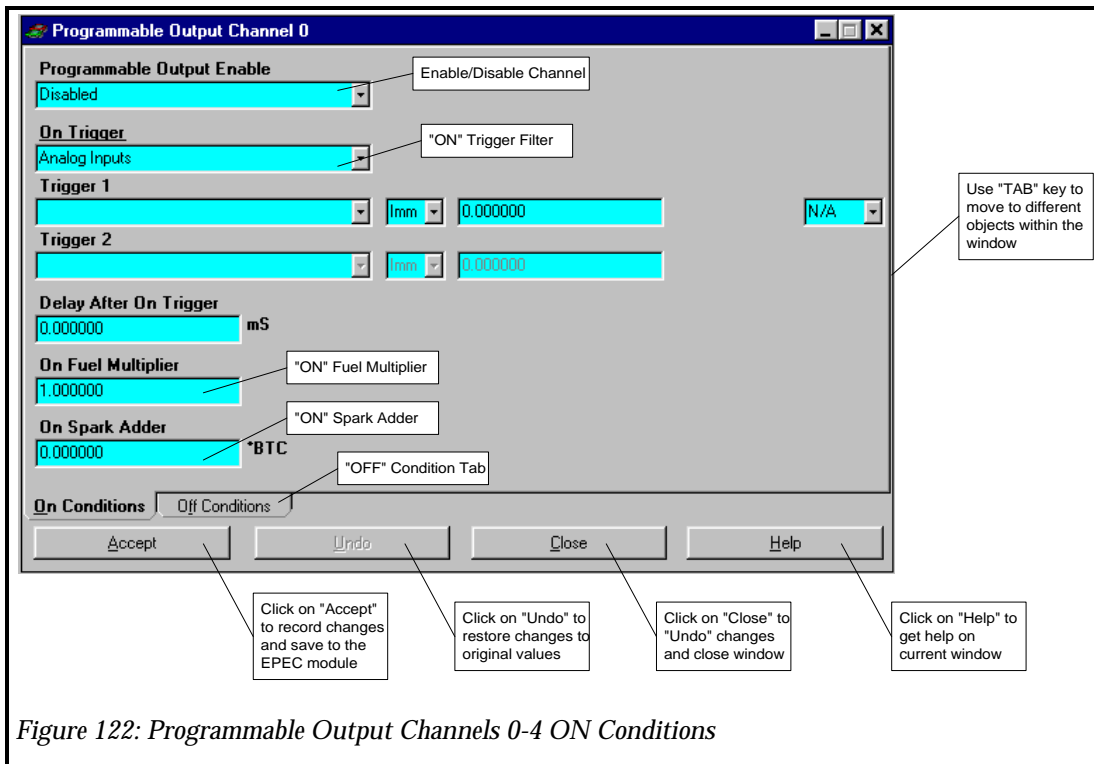 Programmable Output Channel 0
Programmable Output Enable
Disabled
Enable/Disable Channel
On Trigger
Analog Inputs
"ON" Trigger Filter
Trigger 1
Imm
0.000000
N/A
Use "TAB" key to
move to different
objects within the
window
Trigger 2
Imm
0.000000
Delay After On Trigger
0.000000
mS
On Fuel Multiplier
1.000000
"ON" Fuel Multiplier
On Spark Adder
0.000000
*BTC
"ON" Spark Adder
"OFF" Condition Tab
On Conditions
Off Conditions
Accept
Undo
Close
Help
Click on "Accept"
to record changes
and save to the
EPEC module
Click on "Undo" to
restore changes to
original values
Click on "Close" to
"Undo" changes
and close window
Click on "Help" to
get help on
current window
Figure 122: Programmable Output Channels 0-4 ON Conditions